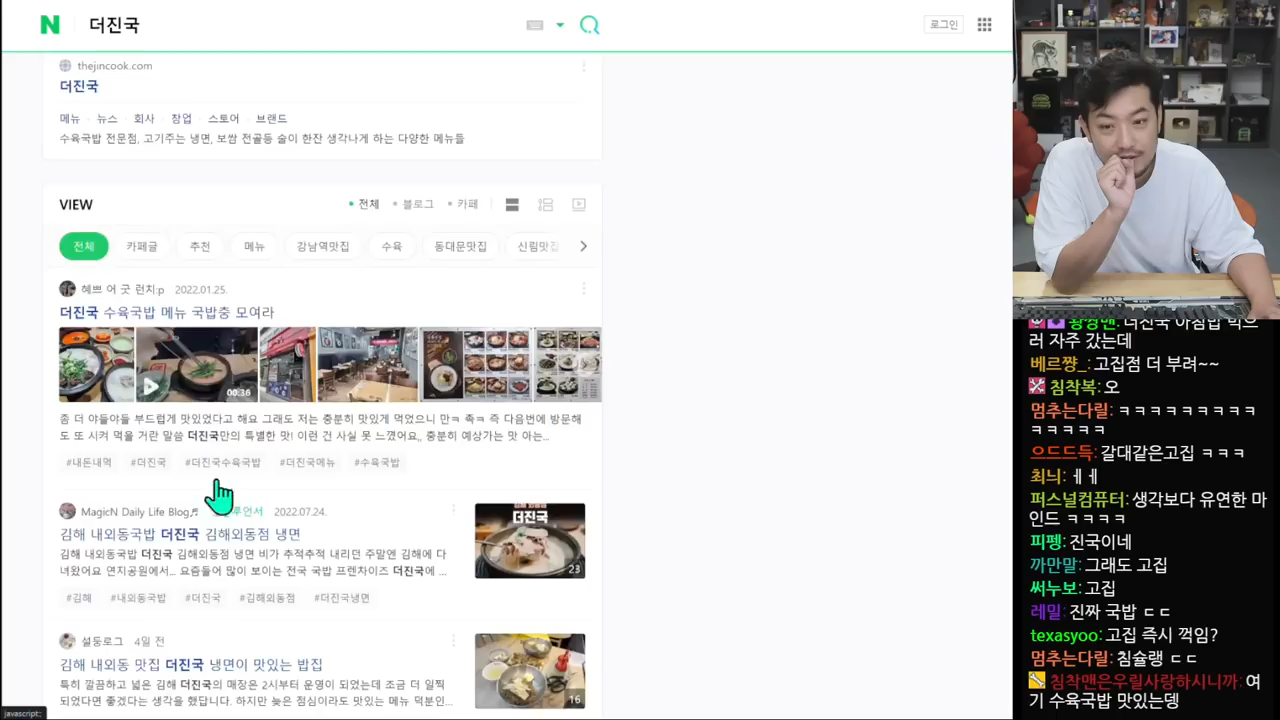 N 더진국
로그인
thejincook.com
더진국
메뉴 뉴스 회사 창업 스토어 브랜드
수육국밥 전문점, 고기주는 냉면, 보쌈 전골등 술이 한잔 생각나게 하는 다양한 메뉴들
VIEW
전체 블로그 카페
전체 카페글 추천 메뉴 강남역맛집 수육 동대문맛집 신림맛집
혜쁘 어 굿 런치:p 2022.01.25.
더진국 수육국밥 메뉴 국밥충 모여라
00:36
좀 더 야들야들 부드럽게 맛있었다고 해요 그래도 저는 충분히 맛있게 먹었으니 만ㅋ 족ㅋ 즉 다음번에 방문해
도 또 시켜 먹을 거란 말씀 더진국만의 특별한 맛! 이런 건 사실 못 느꼈어요., 충분히 예상가는 맛 아는...
#내돈내먹 #더진국 #더진국수육국밥 #더진국메뉴 #수육국밥
MagicN Daily Life Blog♬ 루언서 2022.07.24.
김해 내외동국밥 더진국 김해외동점 냉면
김해 내외동국밥 더진국 김해외동점 냉면 비가 추적추적 내리던 주말엔 김해에 다
녀왔어요 연지공원에서... 요즘들어 많이 보이는 전국 국밥 프렌차이즈 더진국에 ...
#김해 #내외동국밥 #더진국 #김해외동점 #더진국냉면
더진국
23
설둥로그 4일 전
김해 내외동 맛집 더진국 냉면이 맛있는 밥집
특히 깔끔하고 넓은 김해 더진국의 매장은 2시부터 운영이 되었는데 조금 더 일찍
되었다면 좋겠다는 생각을 했답니다. 하지만 늦은 점심이라도 맛있는 메뉴 덕분인...
16
javascript:;
황장맨: 더진국 아침밥 먹으
러 자주 갔는데
베르쨩_: 고집점 더 부려~~
침착복: 오
멈추는다릴: ㅋㅋㅋㅋㅋㅋㅋㅋㅋ
ㅋㅋㅋㅋㅋ
으드드득: 갈대같은고집 ㅋㅋㅋ
최늬: ㅔㅔ
퍼스널컴퓨터: 생각보다 유연한 마
인드 ㅋㅋㅋㅋ
피펭: 진국이네
까만말: 그래도 고집
써누보: 고집
레밀: 진짜 국밥 ㄷㄷ
texasyoo: 고집 즉시 꺽임?
멈추는다릴: 침슐랭 ㄷㄷ
침착맨은우릴사랑하시니까: 여
기 수육국밥 맛있는뎅